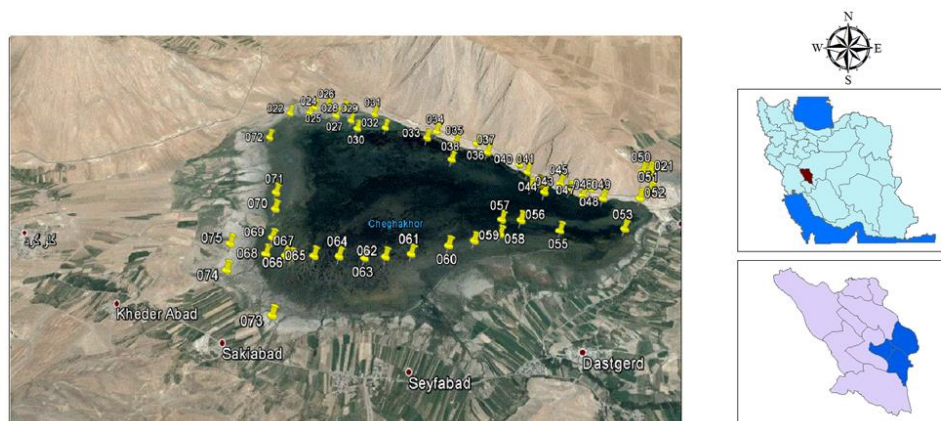 N
W E
S
026
024 028 029 031
022 025 027 032 034
030 033 035 037
072 036
038 040 041
045 050 021
071 044 043 047 046 049 051
070 048 052
057 056 053
Cheghakhor
069 067 059 058 055
075 068 066 065 064 062 061 060
074 063
Kheder Abad 073
Sakiabad
Dastgerd
Seyfabad